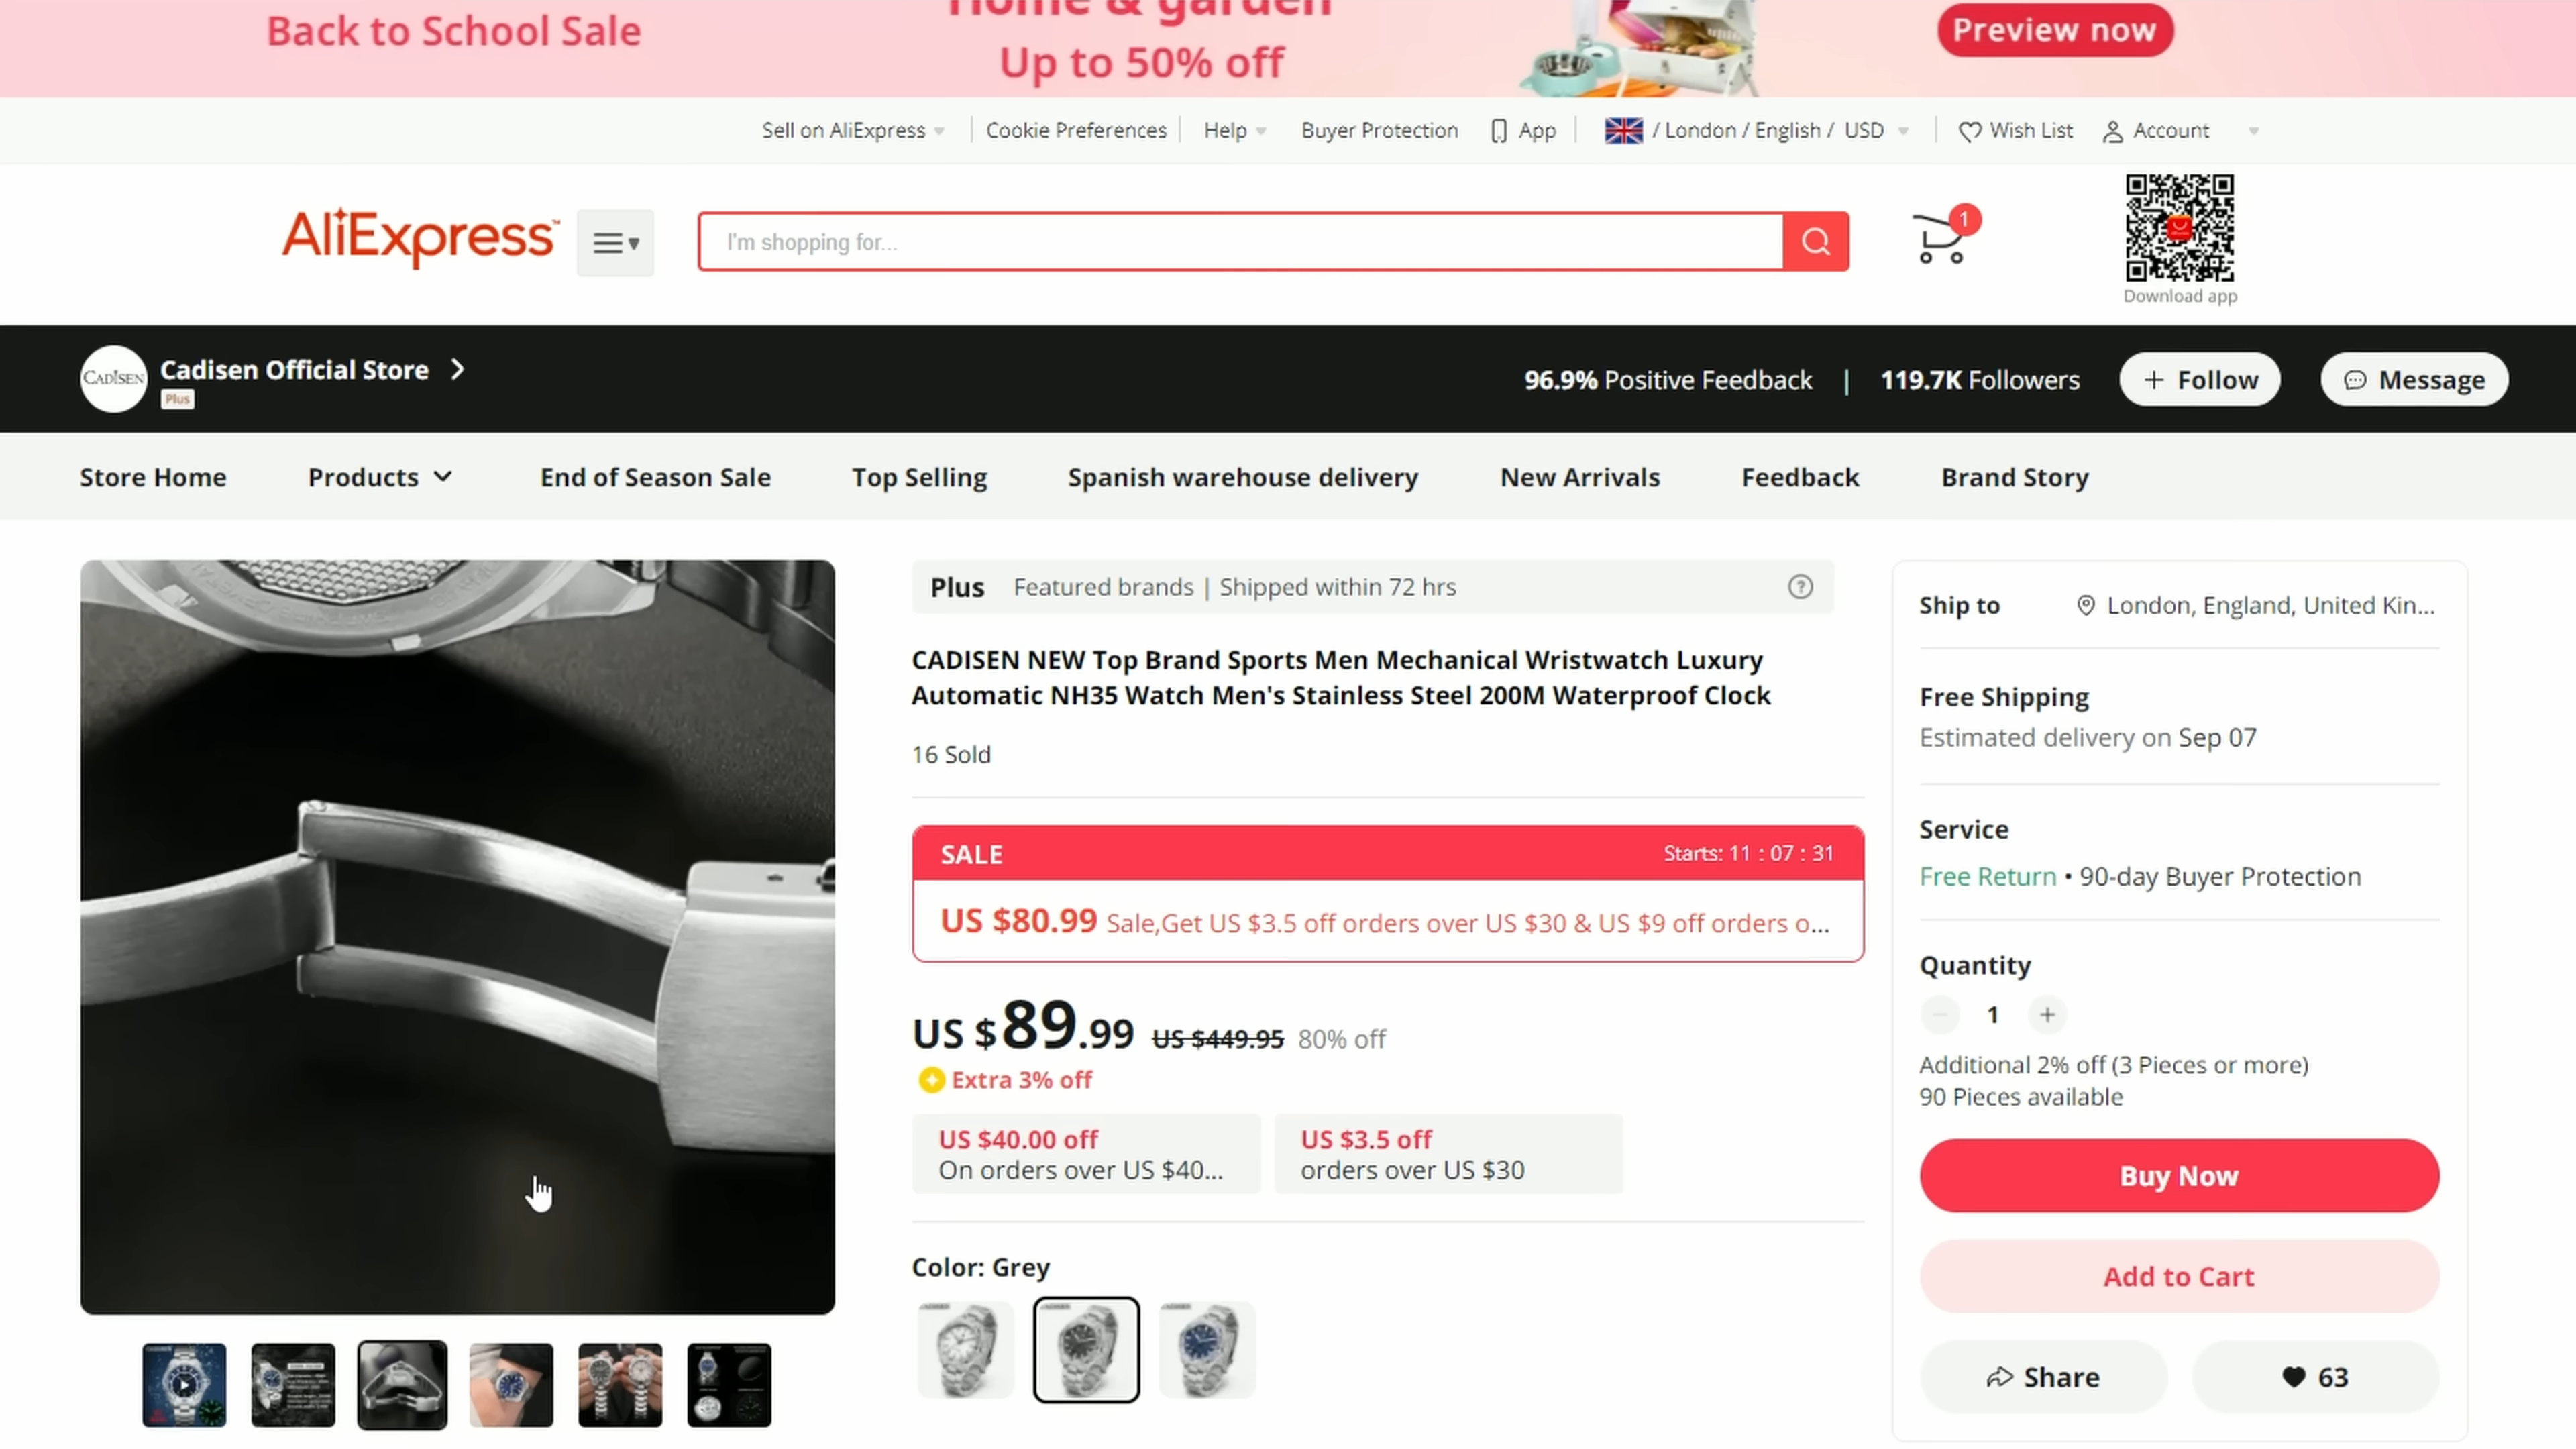 Back to School Sale
Home & garden
Up to 50% off
Preview now
Sell on AliExpress
Cookie Preferences
Help
Buyer Protection
App
/ London / English / USD
Wish List
Account
AliExpress
I'm shopping for...
1
Download app
CADISEN
Cadisen Official Store
Plus
96.9% Positive Feedback | 119.7K Followers
+ Follow
Message
Store Home
Products
End of Season Sale
Top Selling
Spanish warehouse delivery
New Arrivals
Feedback
Brand Story
Plus Featured brands | Shipped within 72 hrs
CADISEN NEW Top Brand Sports Men Mechanical Wristwatch Luxury
Automatic NH35 Watch Men's Stainless Steel 200M Waterproof Clock
16 Sold
SALE
Starts: 11 : 07 : 31
US $80.99 Sale,Get US $3.5 off orders over US $30 & US $9 off orders o...
US $89.99 US $449.95 80% off
Extra 3% off
US $40.00 off
On orders over US $40...
US $3.5 off
orders over US $30
Color: Grey
Ship to
London, England, United Kin...
Free Shipping
Estimated delivery on Sep 07
Service
Free Return • 90-day Buyer Protection
Quantity
1
Additional 2% off (3 Pieces or more)
90 Pieces available
Buy Now
Add to Cart
Share
63